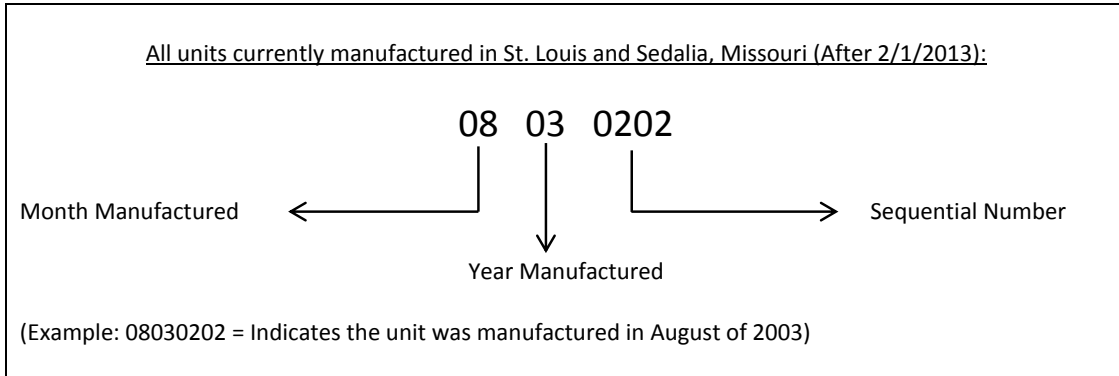 All units currently manufactured in St. Louis and Sedalia, Missouri (After 2/1/2013):
08 03 0202
Month Manufactured Sequential Number
Year Manufactured
(Example: 08030202 = Indicates the unit was manufactured in August of 2003)